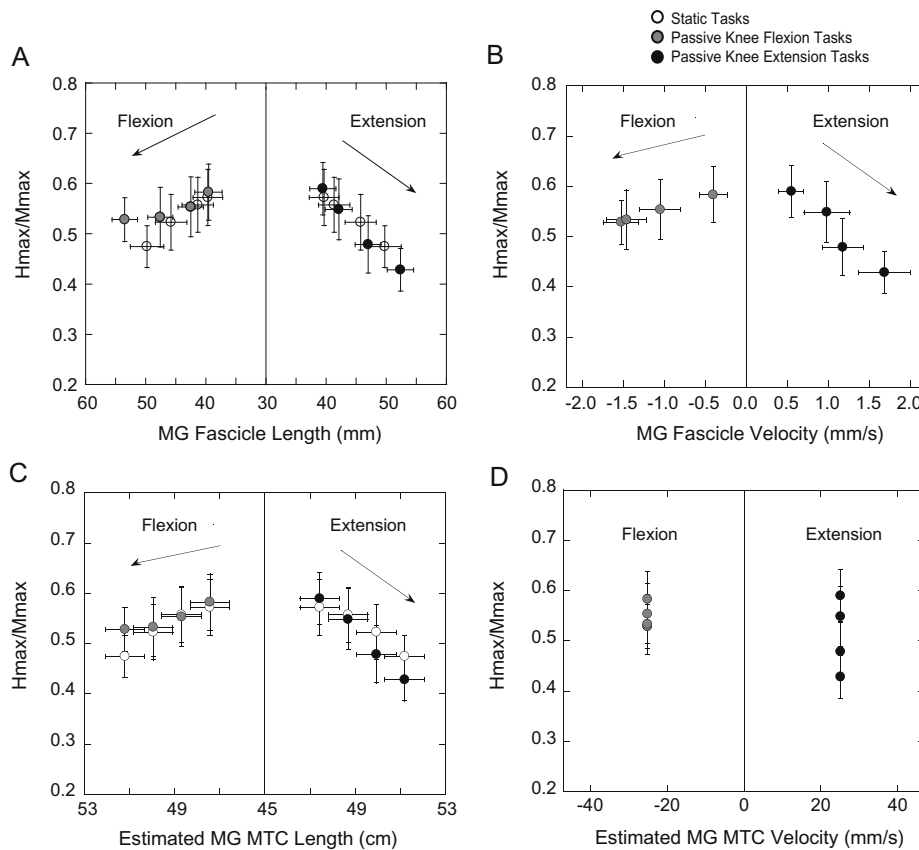 Static Tasks
Passive Knee Flexion Tasks
Passive Knee Extension Tasks
A
0.8
0.7
0.6
0.5
0.4
0.3
0.2
Hmax/Mmax
Flexion
Extension
60
50
40
30
40
50
60
MG Fascicle Length (mm)
B
0.8
0.7
0.6
0.5
0.4
0.3
0.2
Hmax/Mmax
Flexion
Extension
-2.0
-1.5
-1.0
-0.5
0.0
0.5
1.0
1.5
2.0
MG Fascicle Velocity (mm/s)
C
0.8
0.7
0.6
0.5
0.4
0.3
0.2
Hmax/Mmax
Flexion
Extension
53
49
45
49
53
Estimated MG MTC Length (cm)
D
0.8
0.7
0.6
0.5
0.4
0.3
0.2
Hmax/Mmax
Flexion
Extension
-40
-20
0
20
40
Estimated MG MTC Velocity (mm/s)